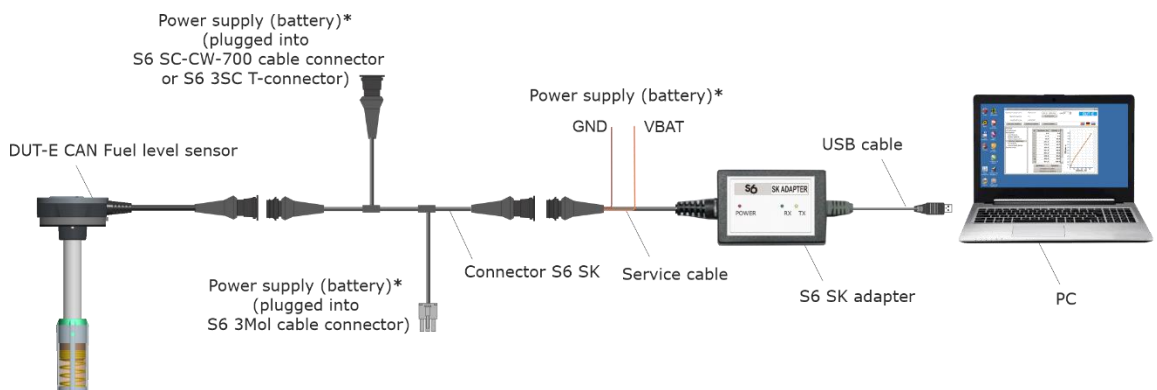 Power supply (battery)*
(plugged into
S6 SC-CW-700 cable connector
or S6 3SC T-connector)
Power supply (battery)*
GND
VBAT
DUT-E CAN Fuel level sensor
USB cable
S6
SK ADAPTER
POWER
RX
TX
Connector S6 SK
Service cable
Power supply (battery)*
(plugged into
S6 3Mol cable connector)
S6 SK adapter
PC